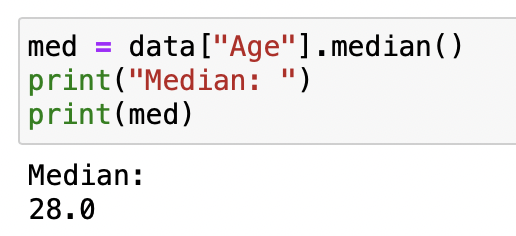 med = data["Age"].median()
print("Median: ")
print(med)
Median:
28.0